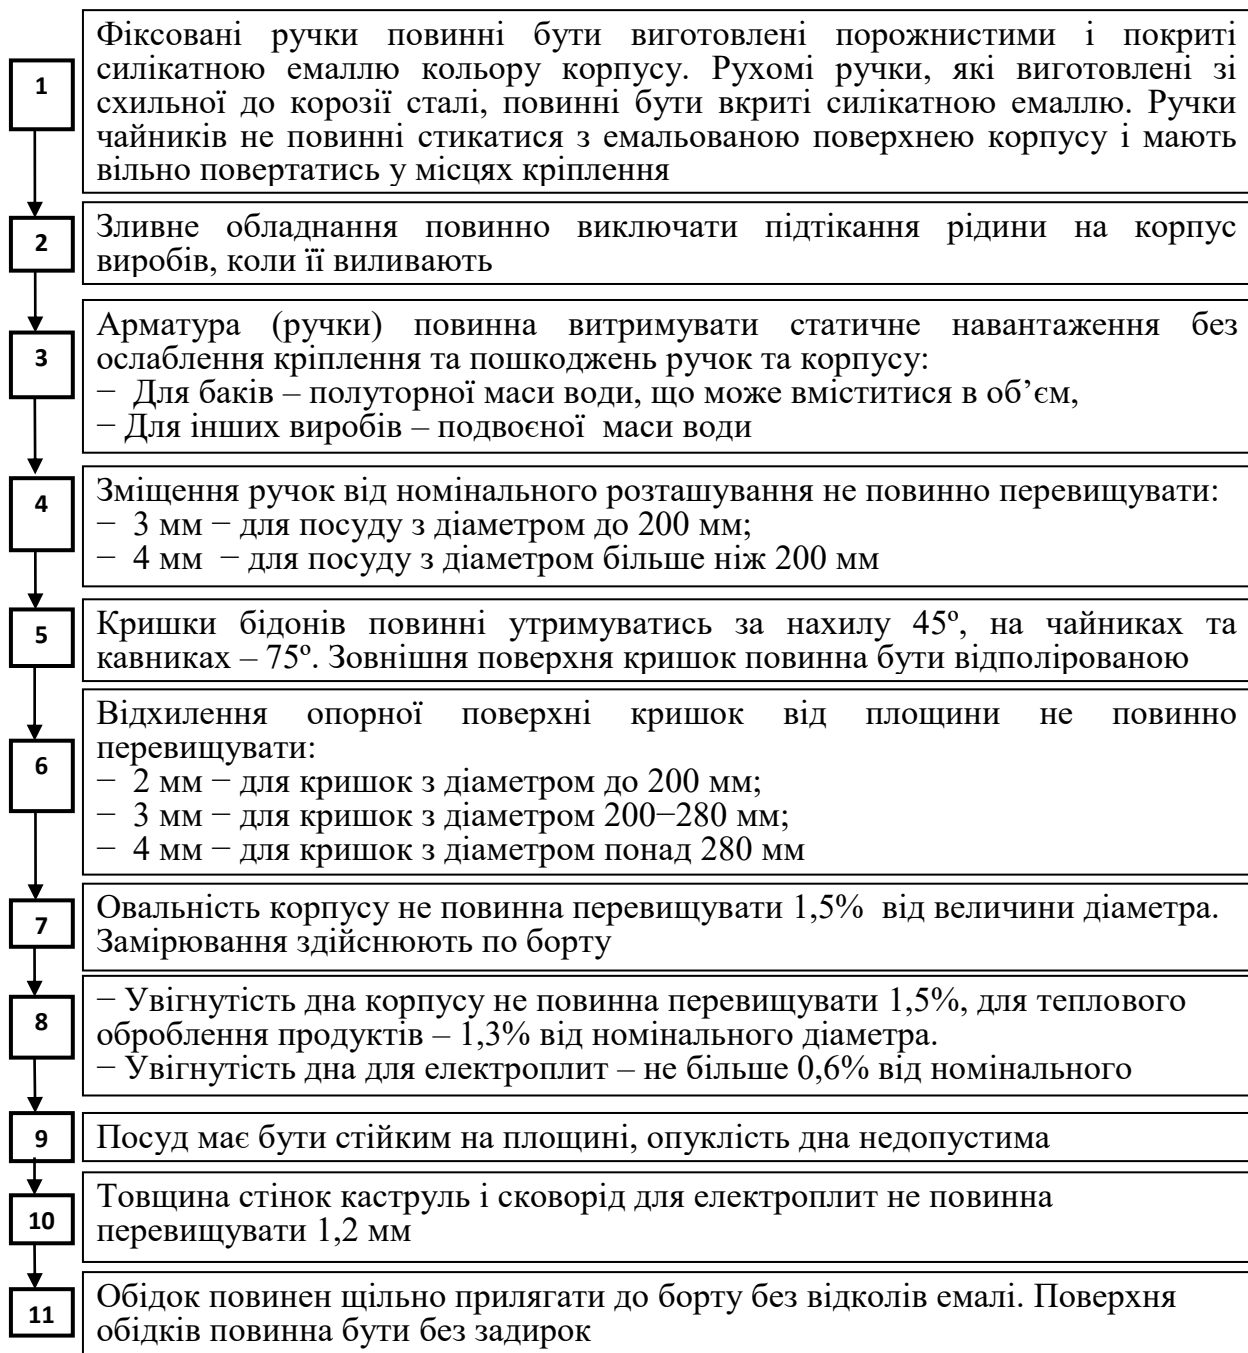 1
Фіксовані ручки повинні бути виготовлені порожнистими і покриті
силікатною емаллю кольору корпусу. Рухомі ручки, які виготовлені зі
схильної до корозії сталі, повинні бути вкриті силікатною емаллю. Ручки
чайників не повинні стикатися з емальованою поверхнею корпусу і мають
вільно повертатись у місцях кріплення
2
Зливне обладнання повинно виключати підтікання рідини на корпус
виробів, коли її виливають
3
Арматура (ручки) повинна витримувати статичне навантаження без
ослаблення кріплення та пошкоджень ручок та корпусу:
− Для баків – полуторної маси води, що може вміститися в об’єм,
− Для інших виробів – подвоєної маси води
4
Зміщення ручок від номінального розташування не повинно перевищувати:
− 3 мм − для посуду з діаметром до 200 мм;
− 4 мм − для посуду з діаметром більше ніж 200 мм
5
Кришки бідонів повинні утримуватись за нахилу 45º, на чайниках та
кавниках – 75º. Зовнішня поверхня кришок повинна бути відполірованою
6
Відхилення опорної поверхні кришок від площини не повинно
перевищувати:
− 2 мм − для кришок з діаметром до 200 мм;
− 3 мм − для кришок з діаметром 200−280 мм;
− 4 мм − для кришок з діаметром понад 280 мм
7
Овальність корпусу не повинна перевищувати 1,5% від величини діаметра.
Замірювання здійснюють по борту
8
− Увігнутість дна корпусу не повинна перевищувати 1,5%, для теплового
оброблення продуктів – 1,3% від номінального діаметра.
− Увігнутість дна для електроплит – не більше 0,6% від номінального
9
Посуд має бути стійким на площині, опуклість дна недопустима
10
Товщина стінок каструль і сковорід для електроплит не повинна
перевищувати 1,2 мм
11
Обідок повинен щільно прилягати до борту без відколів емалі. Поверхня
обідків повинна бути без задирок